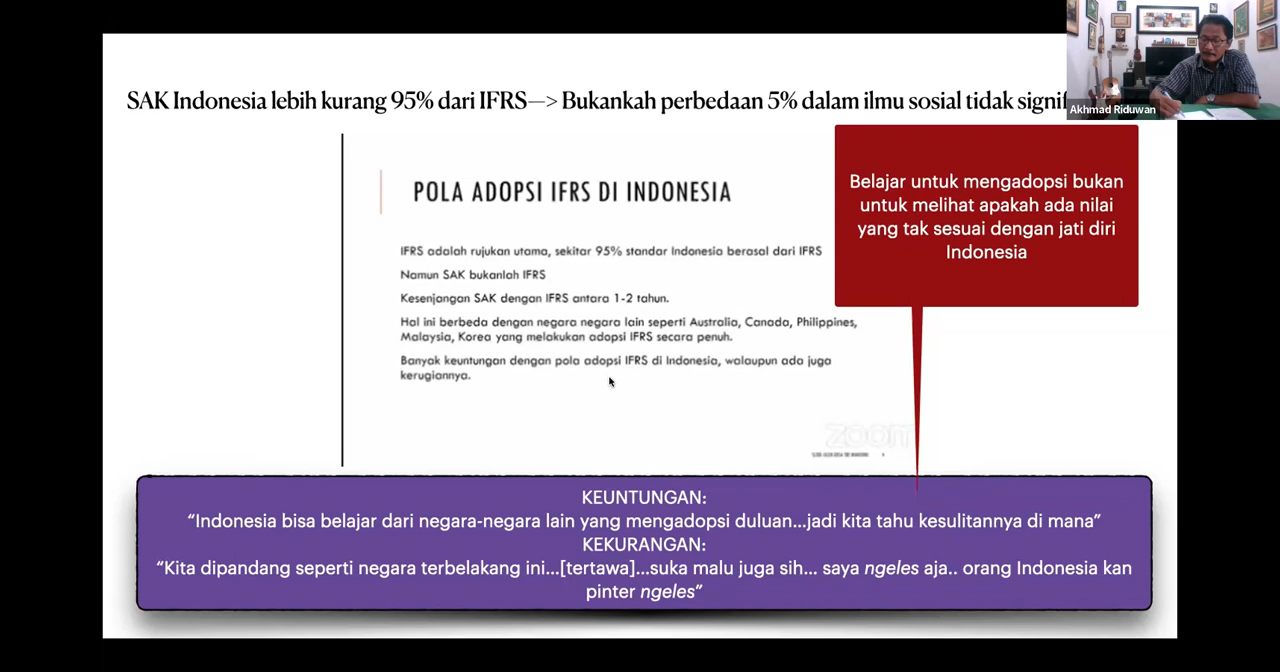 SAK Indonesia lebih kurang 95% dari IFRS—> Bukankah perbedaan 5% dalam ilmu sosial tidak
Akhmad Riduwan
Belajar untuk mengadopsi bukan
untuk melihat apakah ada nilai
yang tak sesuai dengan jati diri
Indonesia
POLA ADOPSI IFRS DI INDONESIA
IFRS adalah rujukan utama, sekitar 95% standar Indonesia berasal dari IFRS
Namun SAK bukanlah IFRS
Kesenjangan SAK dengan IFRS antara 1-2 tahun.
Hal ini berbeda dengan negara negara lain seperti Australia, Canada, Philippines,
Malaysia, Korea yang melakukan adopsi IFRS secara penuh.
Banyak keuntungan dengan pola adopsi IFRS di Indonesia, walaupun ada juga
kerugiannya.
zoom
KEUNTUNGAN:
“Indonesia bisa belajar dari negara-negara lain yang mengadopsi duluan...jadi kita tahu kesulitannya di mana”
KEKURANGAN:
“Kita dipandang seperti negara terbelakang ini...[tertawa]...suka malu juga sih... saya ngeles aja.. orang Indonesia kan
pinter ngeles”